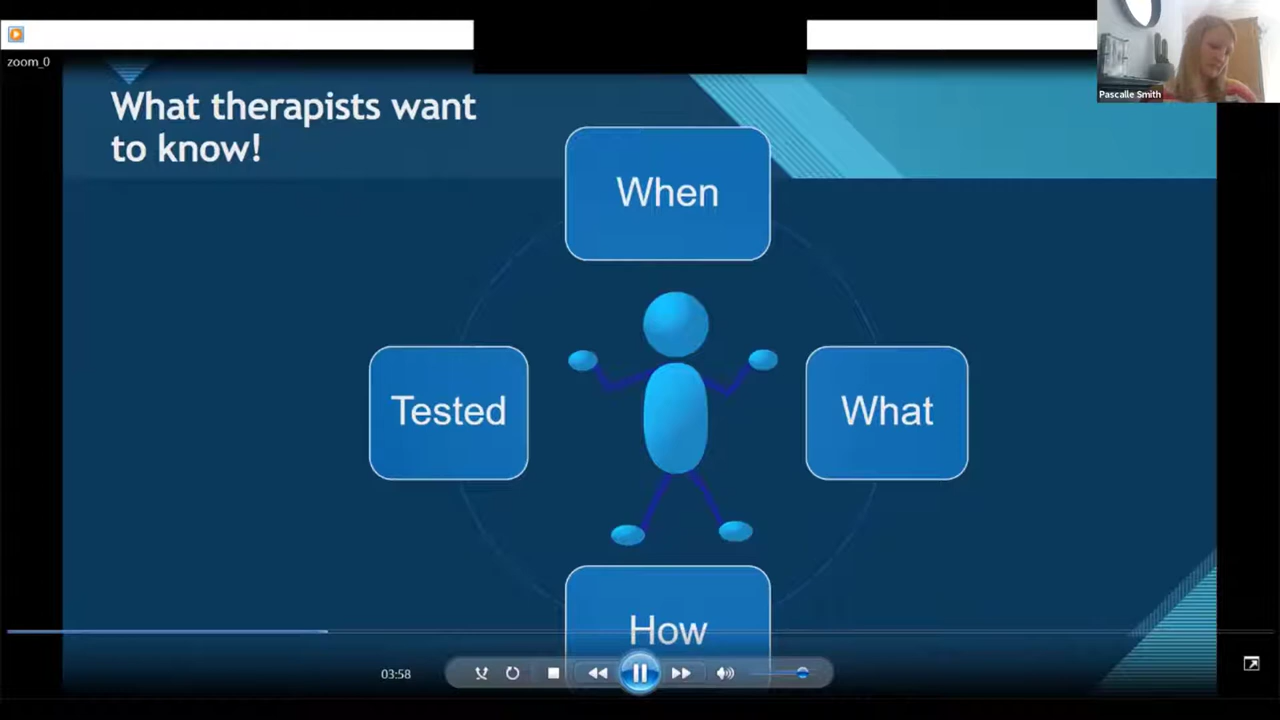 zoom_0
Pascalle Smith
What therapists want
to know!
When
Tested
What
How
03:58